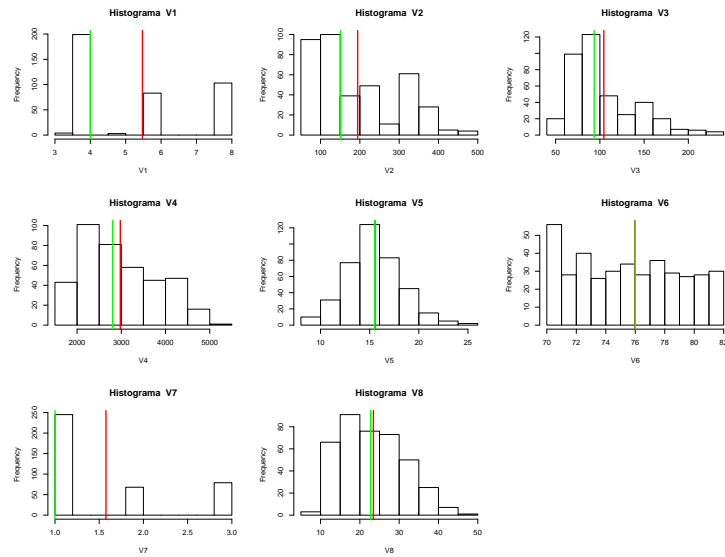 Histograma V1
Frequency
0 50 100 150 200
3 4 5 6 7 8
V1
Histograma V2
Frequency
0 20 40 60 80 100
100 200 300 400 500
V2
Histograma V3
Frequency
0 20 40 60 80 120
50 100 150 200
V3
Histograma V4
Frequency
0 20 40 60 80 100
2000 3000 4000 5000
V4
Histograma V5
Frequency
0 20 40 60 80 120
10 15 20 25
V5
Histograma V6
Frequency
0 10 20 30 40 50
70 72 74 76 78 80 82
V6
Histograma V7
Frequency
0 50 100 150 200 250
1.0 1.5 2.0 2.5 3.0
V7
Histograma V8
Frequency
0 20 40 60 80
10 20 30 40 50
V8